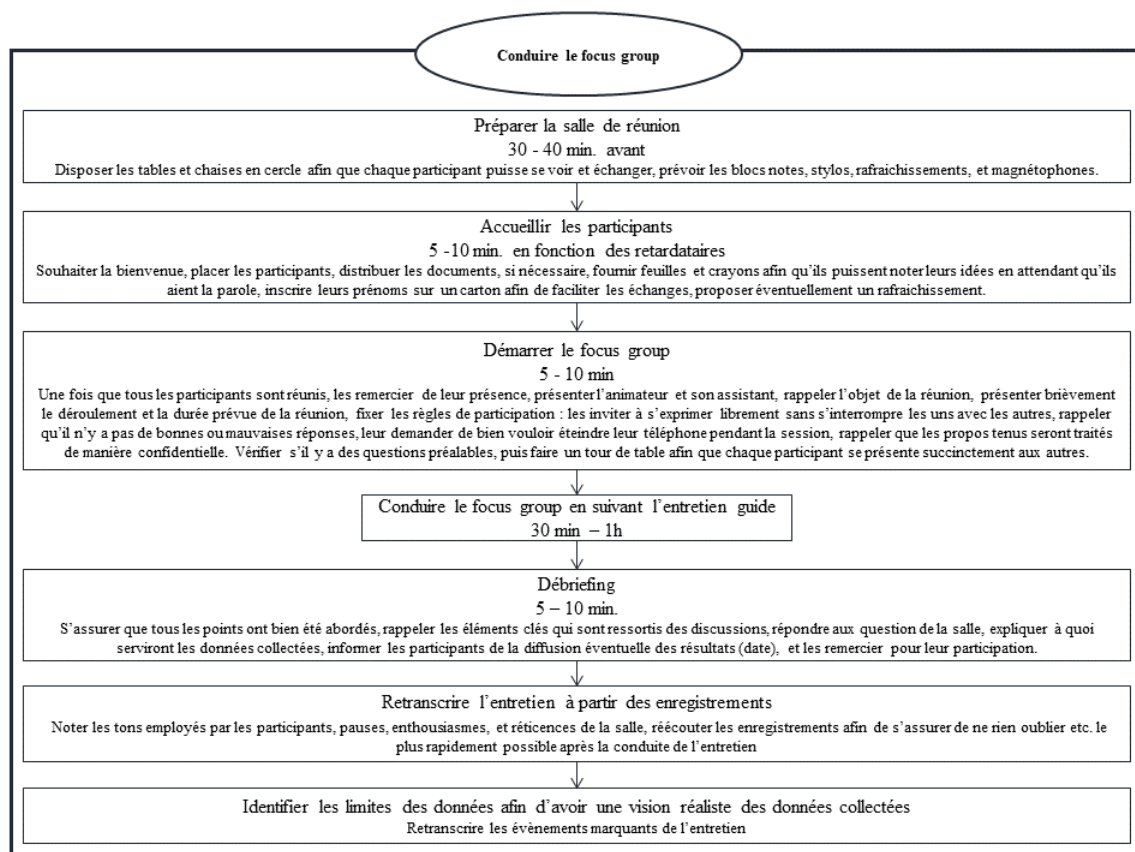 Conduire le focus group
Préparer la salle de réunion
30 - 40 min. avant
Disposer les tables et chaises en cercle afin que chaque participant puisse se voir et échanger, prévoir les blocs notes, stylos, rafraichissements, et magnétophones.
Accueillir les participants
5 -10 min. en fonction des retardataires
Souhaiter la bienvenue, placer les participants, distribuer les documents, si nécessaire, fournir feuilles et crayons afin qu'ils puissent noter leurs idées en attendant qu'ils
aient la parole, inscrire leurs prénoms sur un carton afin de faciliter les échanges, proposer éventuellement un rafraichissement.
Démarrer le focus group
5 - 10 min
Une fois que tous les participants sont réunis, les remercier de leur présence, présenter l'animateur et son assistant, rappeler l'objet de la réunion, présenter brièvement
le déroulement et la durée prévue de la réunion, fixer les règles de participation : les inviter à s'exprimer librement sans s'interrompre les uns avec les autres, rappeler
qu'il n'y a pas de bonnes ou mauvaises réponses, leur demander de bien vouloir éteindre leur téléphone pendant la session, rappeler que les propos tenus seront traités
de manière confidentielle. Vérifier s'il y a des questions préalables, puis faire un tour de table afin que chaque participant se présente succinctement aux autres.
Conduire le focus group en suivant l'entretien guide
30 min – 1h
Débriefing
5 – 10 min.
S'assurer que tous les points ont bien été abordés, rappeler les éléments clés qui sont ressortis des discussions, répondre aux question de la salle, expliquer à quoi
serviront les données collectées, informer les participants de la diffusion éventuelle des résultats (date), et les remercier pour leur participation.
Retranscrire l'entretien à partir des enregistrements
Noter les tons employés par les participants, pauses, enthousiasmes, et réticences de la salle, réécouter les enregistrements afin de s'assurer de ne rien oublier etc. le
plus rapidement possible après la conduite de l'entretien
Identifier les limites des données afin d'avoir une vision réaliste des données collectées
Retranscrire les évènements marquants de l'entretien